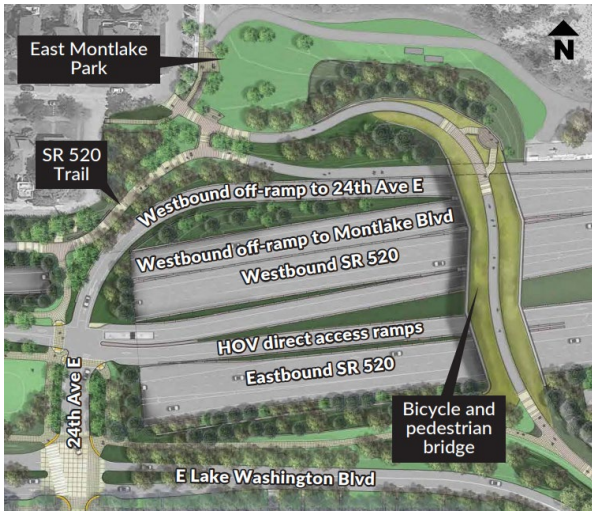 East Montlake
Park
N
SR 520
Trail
Westbound off-ramp to 24th Ave E
Westbound off-ramp to Montlake Blvd
Westbound SR 520
HOV direct access ramps
Eastbound SR 520
24th Ave E
Bicycle and
pedestrian
bridge
E Lake Washington Blvd